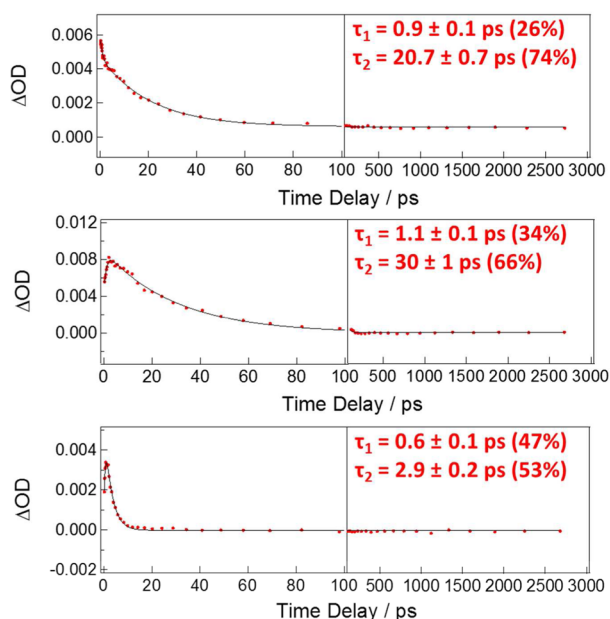 τ1 = 0.9 ± 0.1 ps (26%)
τ2 = 20.7 ± 0.7 ps (74%)
ΔOD
0.006
0.004
0.002
0.000
0 20 40 60 80 100 500 1000 1500 2000 2500 3000
Time Delay / ps
τ1 = 1.1 ± 0.1 ps (34%)
τ2 = 30 ± 1 ps (66%)
ΔOD
0.012
0.008
0.004
0.000
0 20 40 60 80 100 500 1000 1500 2000 2500 3000
Time Delay / ps
τ1 = 0.6 ± 0.1 ps (47%)
τ2 = 2.9 ± 0.2 ps (53%)
ΔOD
0.004
0.002
0.000
-0.002
0 20 40 60 80 100 500 1000 1500 2000 2500 3000
Time Delay / ps